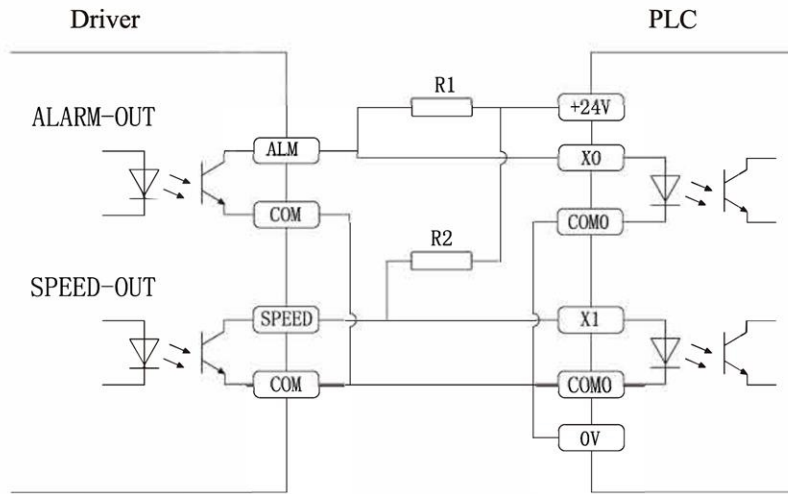 Driver
PLC
R1
+24V
ALARM-OUT
ALM
X0
COM
COM0
R2
SPEED-OUT
SPEED
X1
COM
COM0
0V